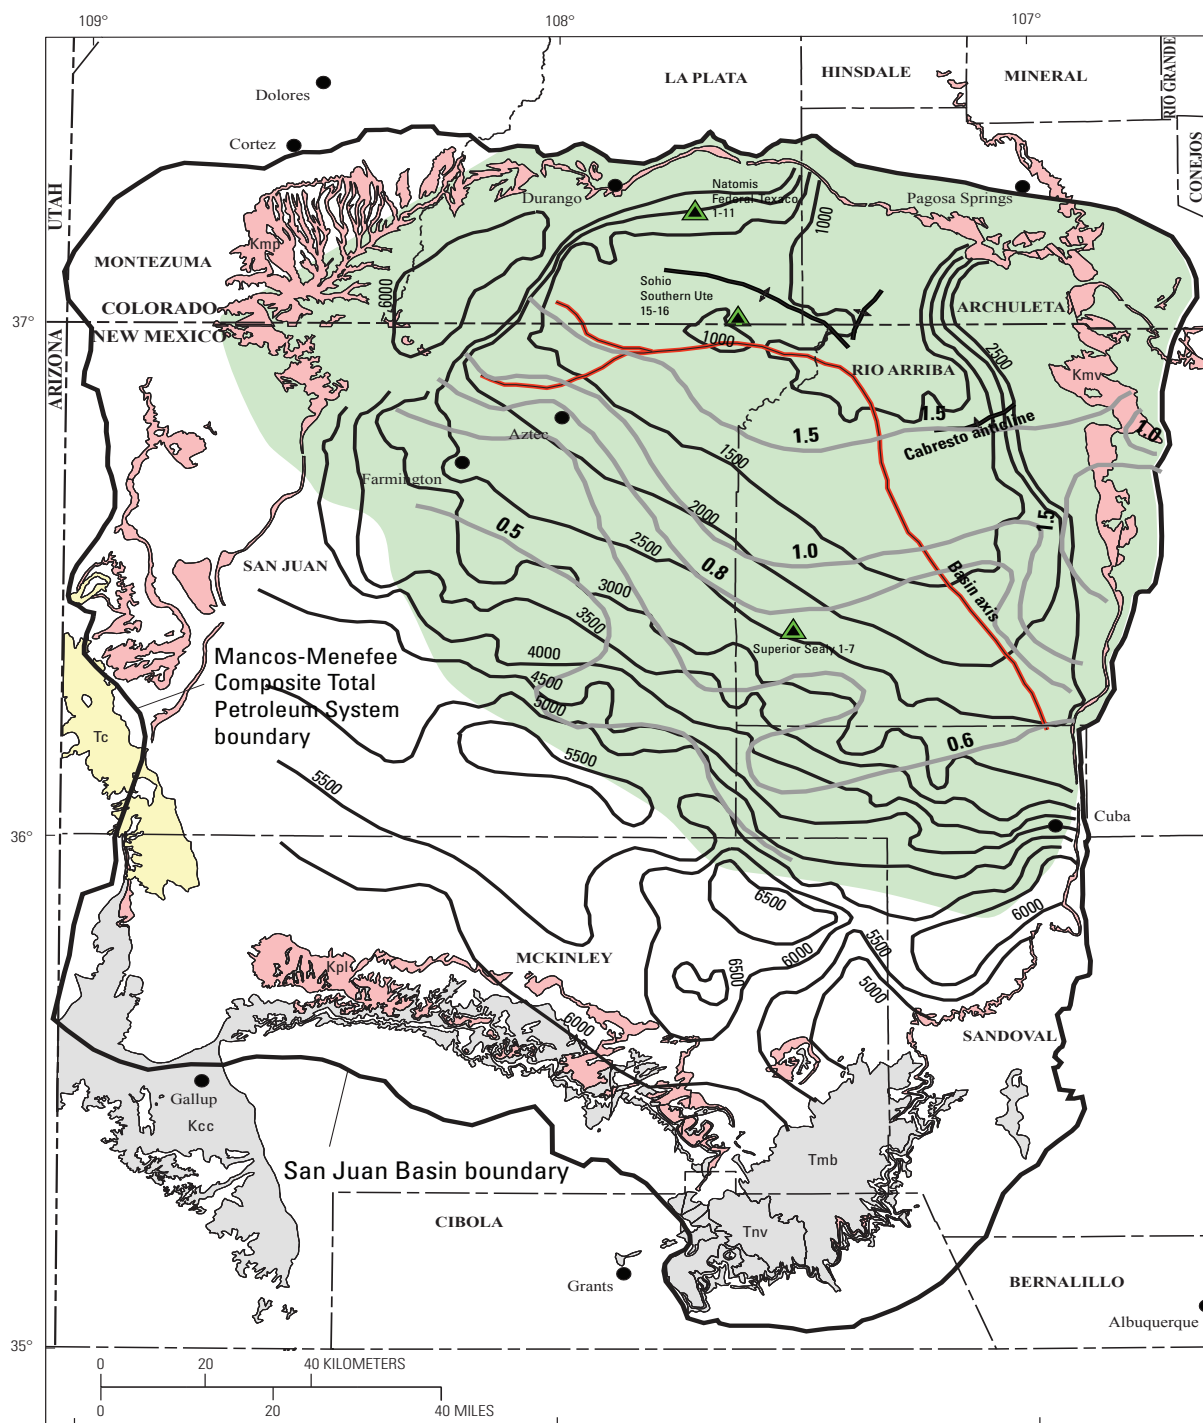 109°
108°
107°
Dolores
LA PLATA
HINSDALE
MINERAL
RIO GRANDE
CONEJOS
Cortez
UTAH
Durango
Natomis
Federal Texaco
1-11
Pagosa Springs
1000
Kmp
MONTEZUMA
6000
Sohio
Southern Ute
15-16
COLORADO
ARCHULETA
37°
NEW MEXICO
1000
2500
ARIZONA
RIO ARRIBA
Kmv
1.5
1.5
1.0
Cabresto anticline
Aztec
1500
Farmington
2000
0.5
1.5
2500
1.0
0.8
SAN JUAN
3000
Basin axis
3500
Superior Sealy 1-7
Mancos-Menefee
Composite Total
Petroleum System
boundary
4000
4500
5000
Tc
0.6
5500
5500
36°
Cuba
6500
6000
5500
6000
MCKINLEY
Kpl
6500
5000
6000
SANDOVAL
Gallup
Kcc
Tmb
San Juan Basin boundary
CIBOLA
Tnv
Grants
BERNALILLO
Albuquerque
35°
0 20 40 KILOMETERS
0 20 40 MILES